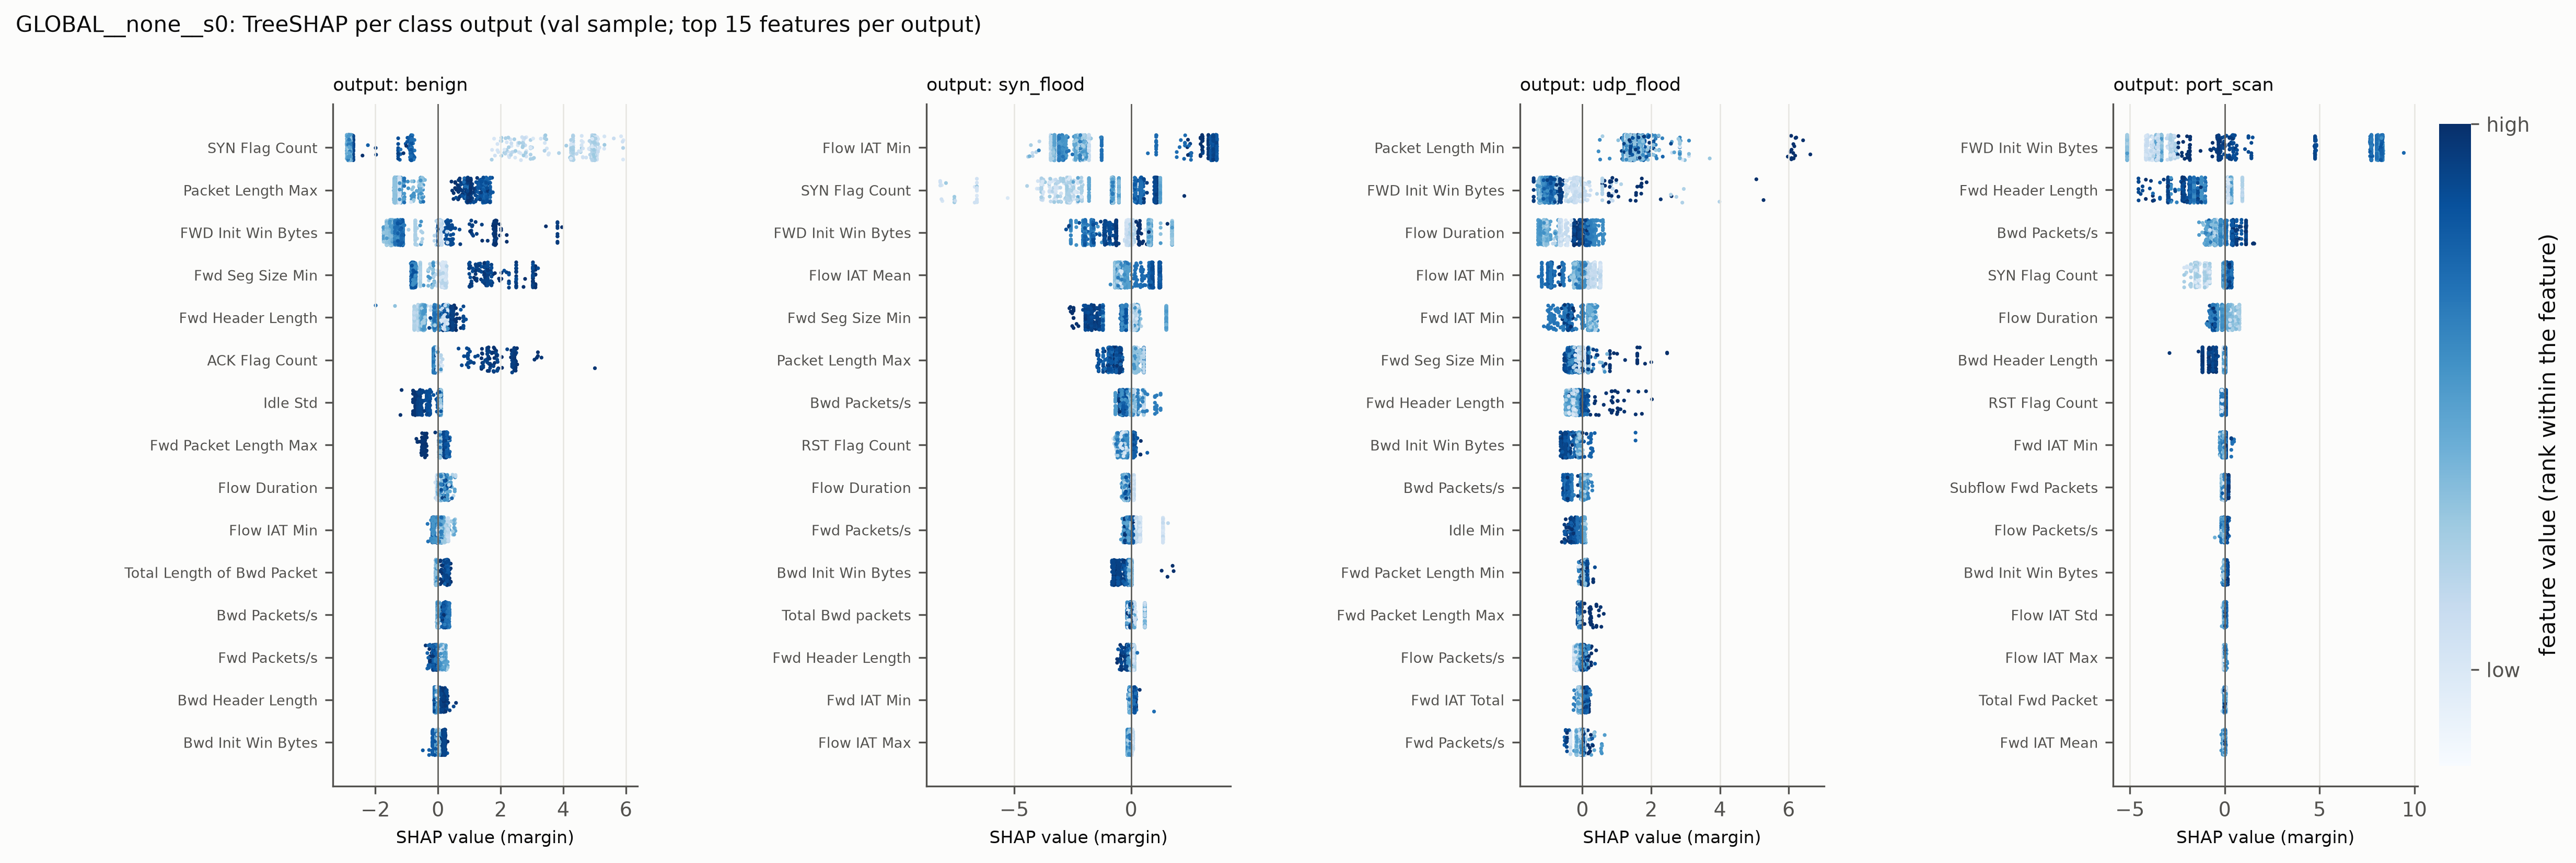 GLOBAL__none__s0: TreeSHAP per class output (val sample; top 15 features per output)
output: benign
SYN Flag Count
Packet Length Max
FWD Init Win Bytes
Fwd Seg Size Min
Fwd Header Length
ACK Flag Count
Idle Std
Fwd Packet Length Max
Flow Duration
Flow IAT Min
Total Length of Bwd Packet
Bwd Packets/s
Fwd Packets/s
Bwd Header Length
Bwd Init Win Bytes
−2 0 2 4 6
SHAP value (margin)
output: syn_flood
Flow IAT Min
SYN Flag Count
FWD Init Win Bytes
Flow IAT Mean
Fwd Seg Size Min
Packet Length Max
Bwd Packets/s
RST Flag Count
Flow Duration
Fwd Packets/s
Bwd Init Win Bytes
Total Bwd packets
Fwd Header Length
Fwd IAT Min
Flow IAT Max
−5 0
SHAP value (margin)
output: udp_flood
Packet Length Min
FWD Init Win Bytes
Flow Duration
Flow IAT Min
Fwd IAT Min
Fwd Seg Size Min
Fwd Header Length
Bwd Init Win Bytes
Bwd Packets/s
Idle Min
Fwd Packet Length Min
Fwd Packet Length Max
Flow Packets/s
Fwd IAT Total
Fwd Packets/s
0 2 4 6
SHAP value (margin)
output: port_scan
FWD Init Win Bytes
Fwd Header Length
Bwd Packets/s
SYN Flag Count
Flow Duration
Bwd Header Length
RST Flag Count
Fwd IAT Min
Subflow Fwd Packets
Flow Packets/s
Bwd Init Win Bytes
Flow IAT Std
Flow IAT Max
Total Fwd Packet
Fwd IAT Mean
−5 0 5 10
SHAP value (margin)
high
low
feature value (rank within the feature)